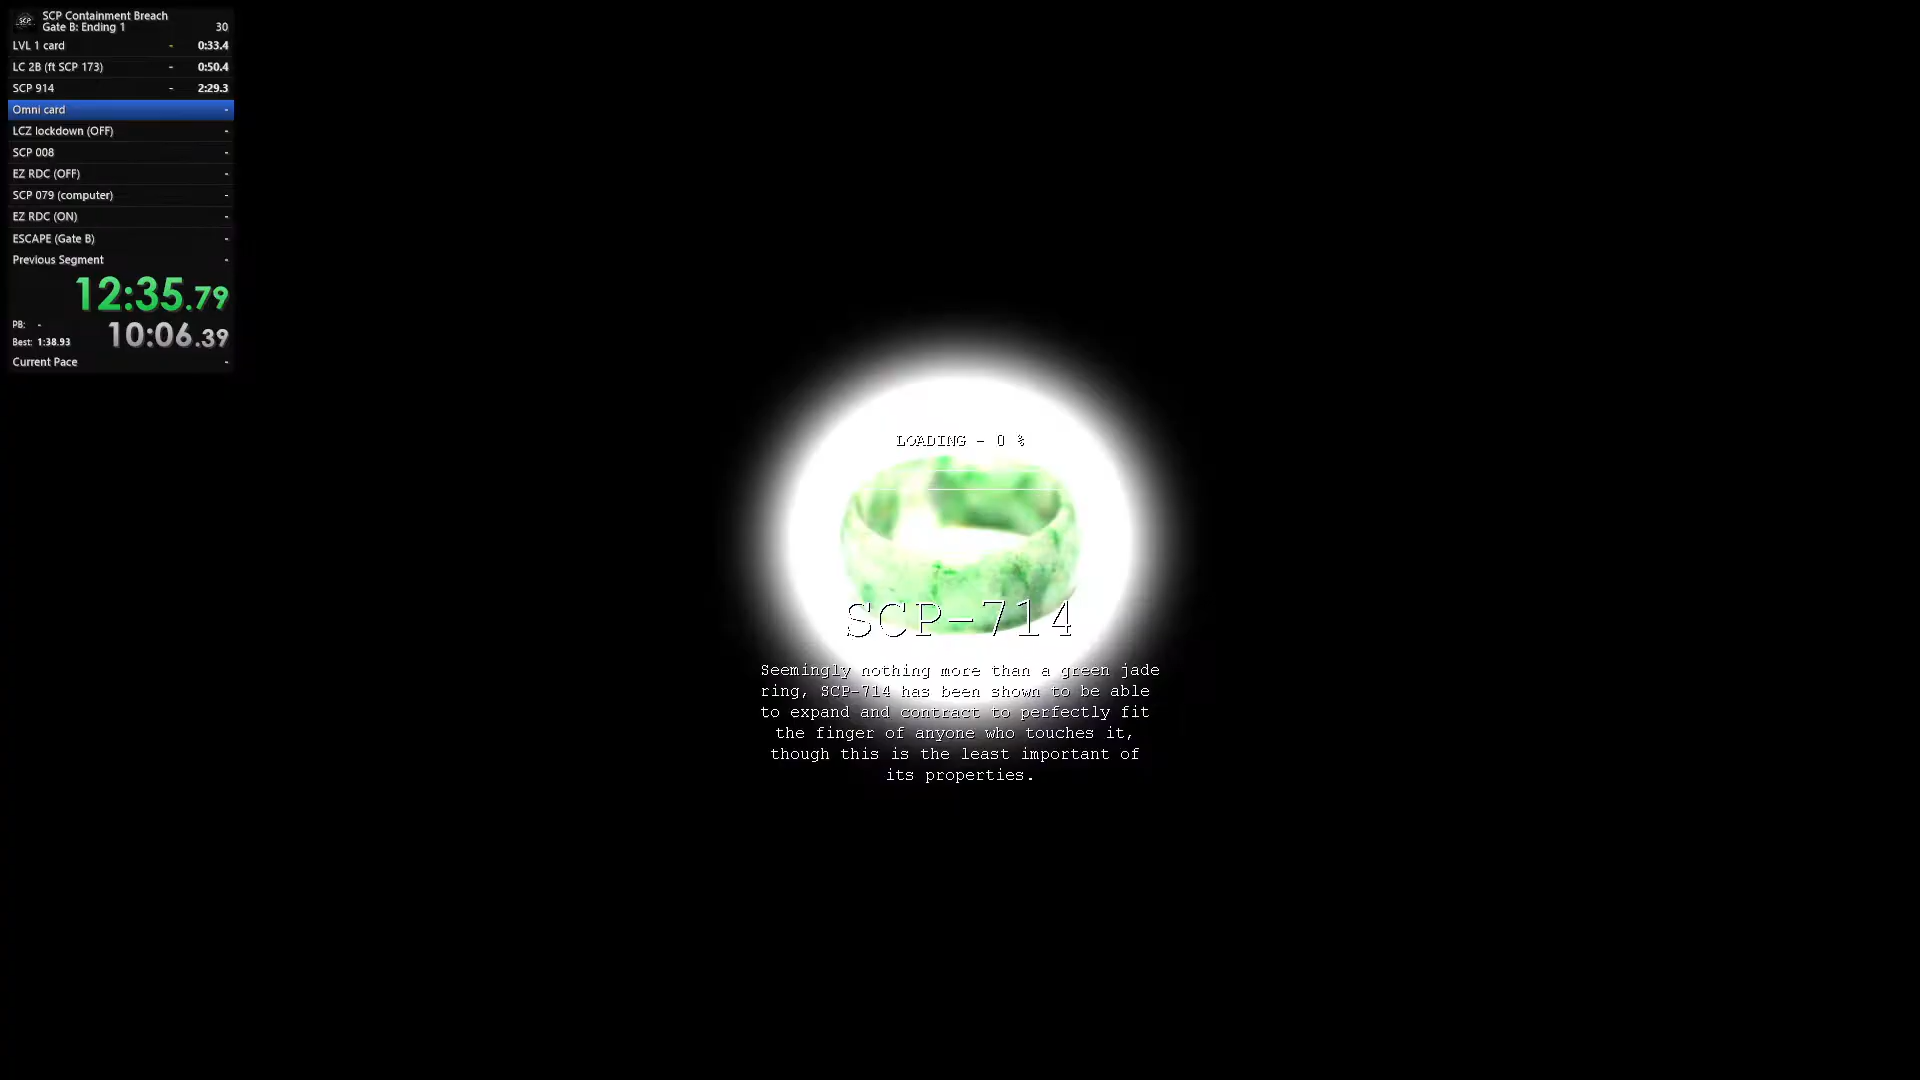 SCP Containment Breach
Gate B: Ending 1 30
LVL 1 card - 0:33.4
LC 2B (ft SCP 173) - 0:50.4
SCP 914 - 2:29.3
Omni card -
LCZ lockdown (OFF) -
SCP 008 -
EZ RDC (OFF) -
SCP 079 (computer) -
EZ RDC (ON) -
ESCAPE (Gate B) -
Previous Segment -
12:35.79
PB: -
10:06.39
Best: 1:38.93
Current Pace -
LOADING - 0 %
SCP-714
Seemingly nothing more than a green jade
ring, SCP-714 has been shown to be able
to expand and contract to perfectly fit
the finger of anyone who touches it,
though this is the least important of
its properties.